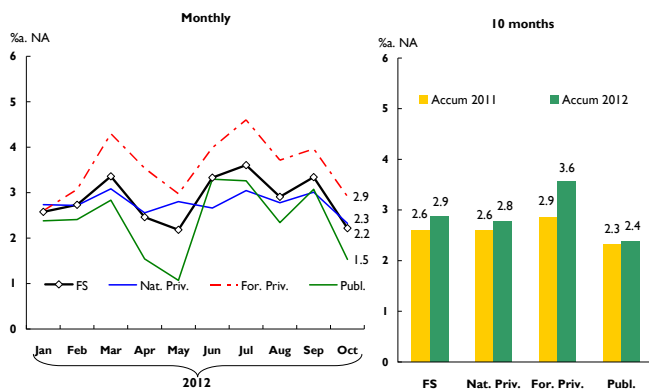 Monthly
%a. NA
6
5
4
3
2
1
0
2.9
2.3
2.2
1.5
FS Nat. Priv. For. Priv. Publ.
Jan Feb Mar Apr May Jun Jul Aug Sep Oct
2012
10 months
%a. NA
6
5
4
3
2
1
0
Accum 2011 Accum 2012
2.6 2.9 2.6 2.8 2.9 3.6 2.3 2.4
FS Nat. Priv. For. Priv. Publ.